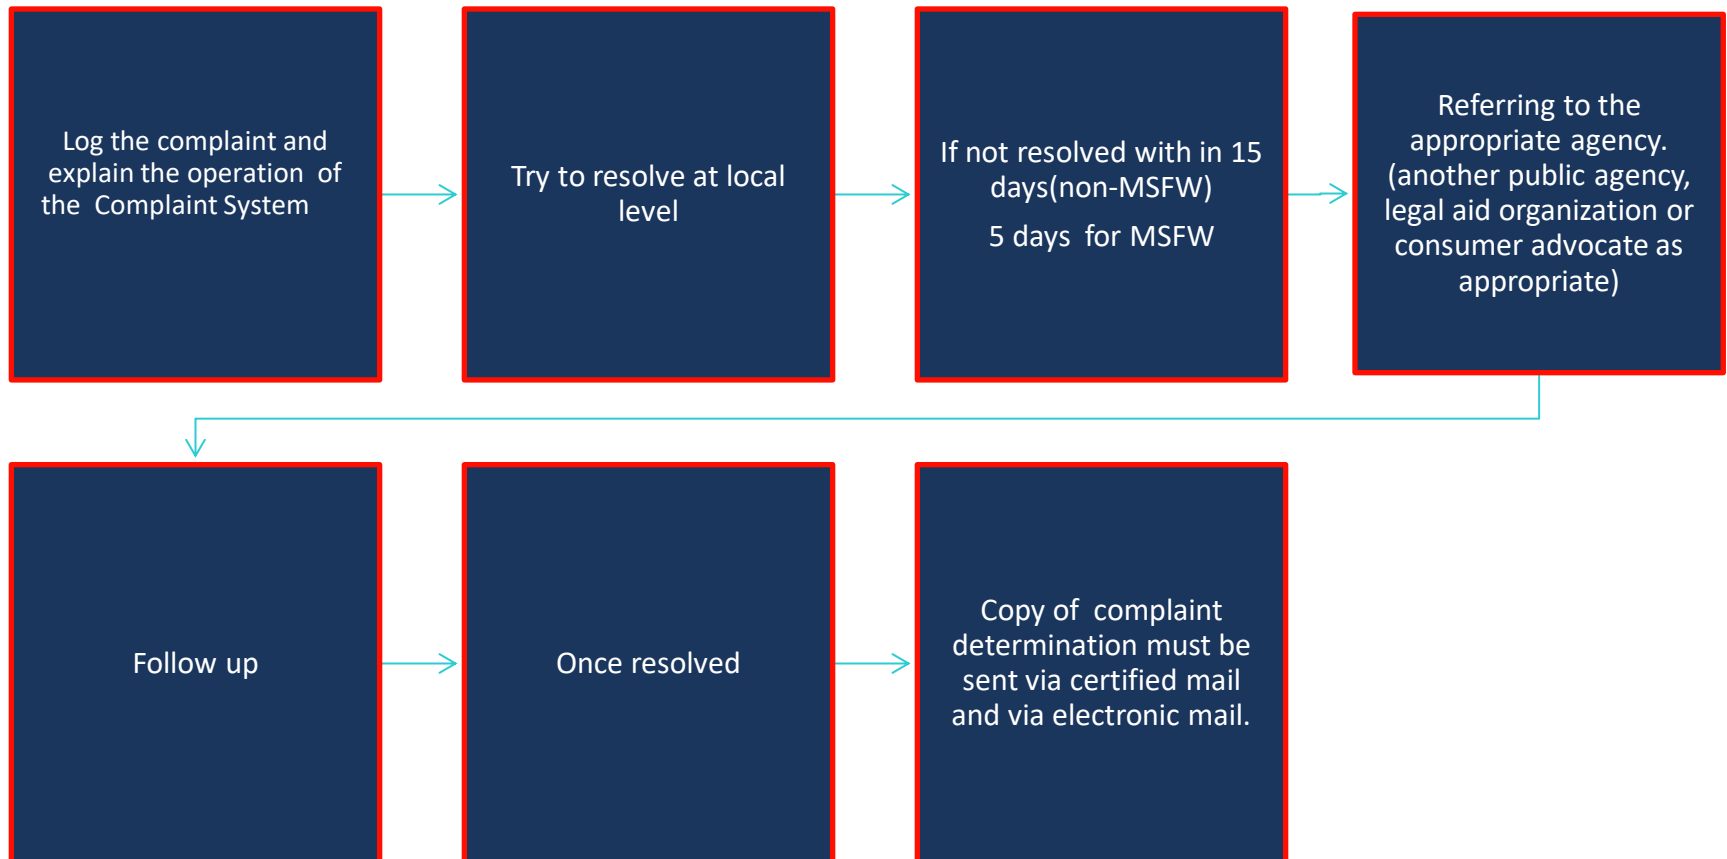 Log the complaint and
explain the operation of
the Complaint System
Try to resolve at local
level
If not resolved with in 15
days(non-MSFW)
5 days for MSFW
Referring to the
appropriate agency.
(another public agency,
legal aid organization or
consumer advocate as
appropriate)
Follow up
Once resolved
Copy of complaint
determination must be
sent via certified mail
and via electronic mail.